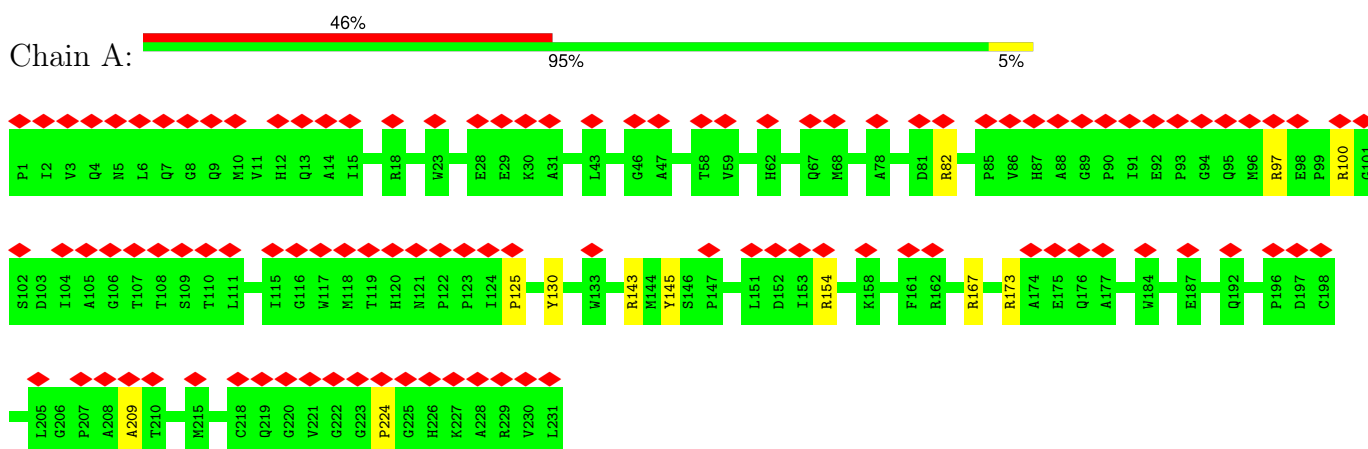 46%
Chain A:
95% 5%
P1 I2 V3 Q4 N5 L6 Q7 G8 Q9 M10 V11 H12 Q13 A14 I15 R18 W23 E28 E29 K30 A31 L43 G46 A47 T58 V59 H62 Q67 M68 A78 D81 R82 P85 V86 H87 A88 G89 P90 I91 E92 P93 G94 Q95 M96 R97 E98 P99 R100 G101
S102 D103 I104 A105 G106 T107 T108 S109 T110 L111 I115 G116 W117 M118 T119 H120 N121 P122 P123 I124 P125 Y130 W133 R143 M144 Y145 S146 P147 L151 D152 I153 R154 K158 F161 R162 R167 R173 A174 E175 Q176 A177 W184 E187 Q192 P196 D197 C198
L205 G206 P207 A208 A209 T210 M215 C218 Q219 G220 V221 G222 G223 P224 G225 H226 K227 A228 R229 V230 L231